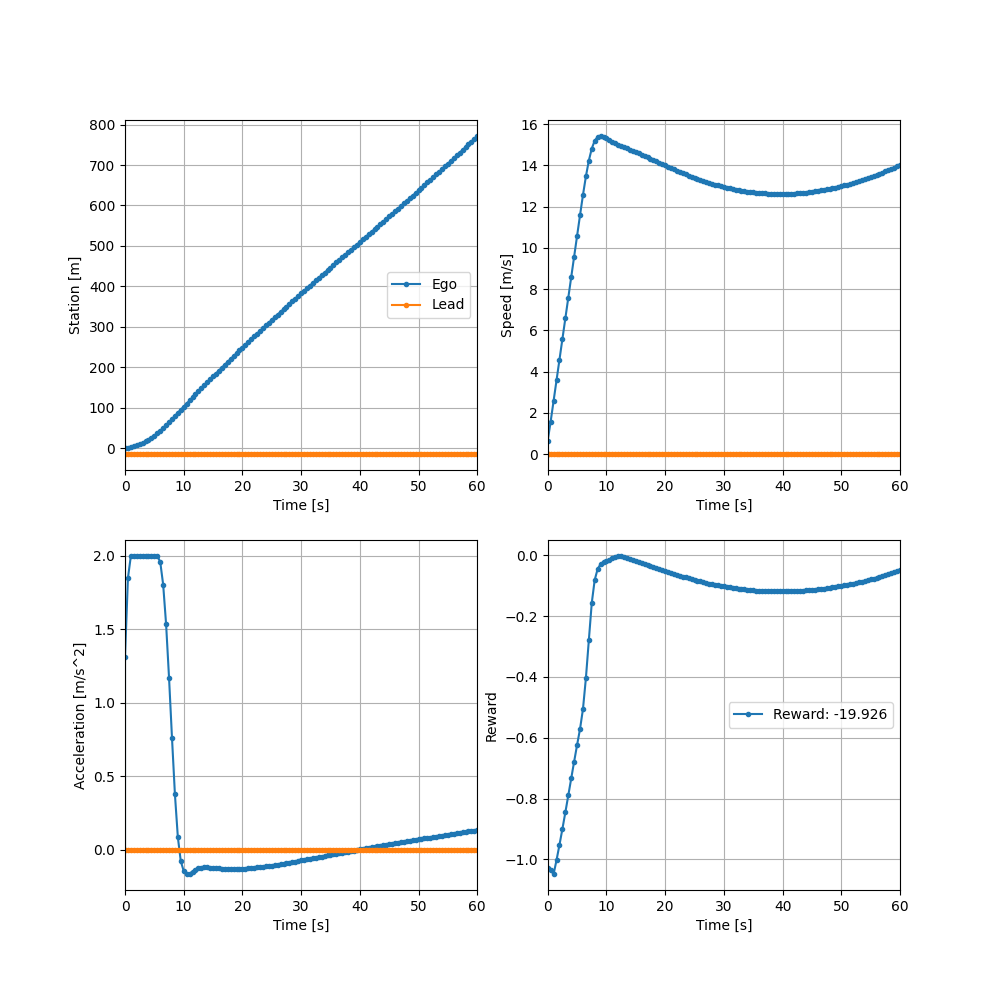 800
700
600
500
400
300
200
100
0
Station [m]
Ego
Lead
0 10 20 30 40 50 60
Time [s]
16
14
12
10
8
6
4
2
0
Speed [m/s]
0 10 20 30 40 50 60
Time [s]
2.0
1.5
1.0
0.5
0.0
Acceleration [m/s^2]
0 10 20 30 40 50 60
Time [s]
0.0
−0.2
−0.4
−0.6
−0.8
−1.0
Reward
Reward: -19.926
0 10 20 30 40 50 60
Time [s]